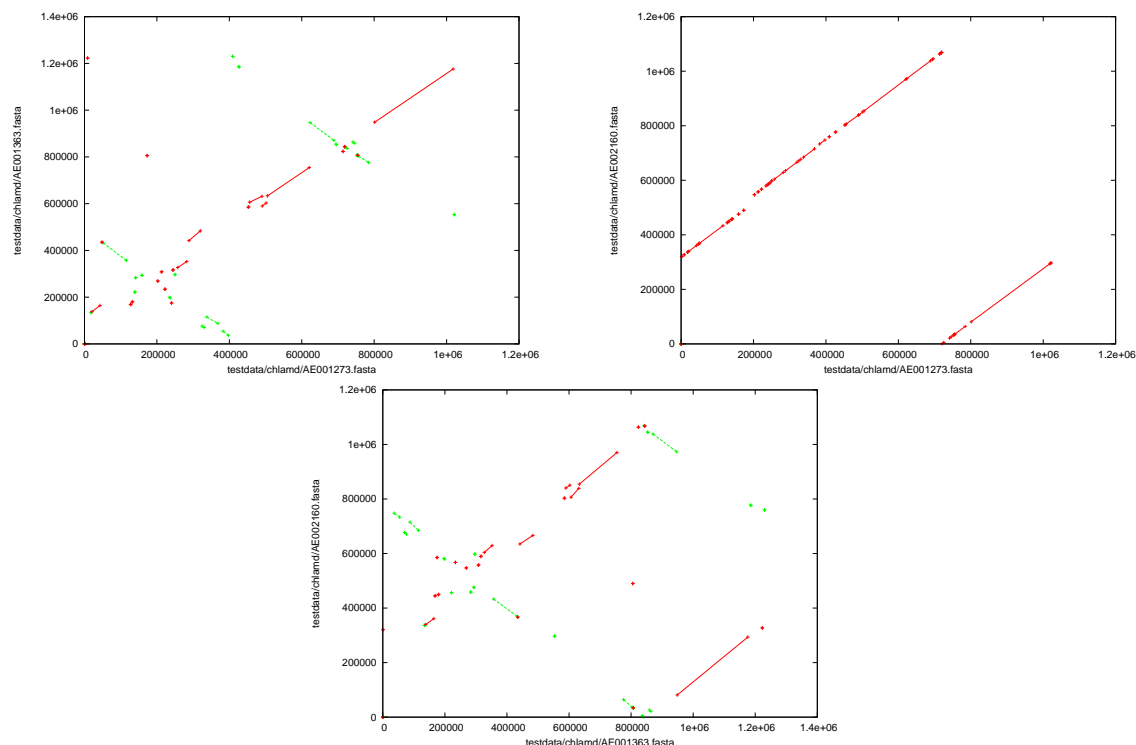 1.4e+06
1.2e+06
1e+06
800000
600000
400000
200000
0
0 200000 400000 600000 800000 1e+06 1.2e+06
testdata/chlamd/AE001363.fasta
testdata/chlamd/AE001273.fasta
1.2e+06
1e+06
800000
600000
400000
200000
0
0 200000 400000 600000 800000 1e+06 1.2e+06
testdata/chlamd/AE002160.fasta
testdata/chlamd/AE001273.fasta
1.2e+06
1e+06
800000
600000
400000
200000
0
0 200000 400000 600000 800000 1e+06 1.2e+06 1.4e+06
testdata/chlamd/AE002160.fasta
testdata/chlamd/AE001363.fasta